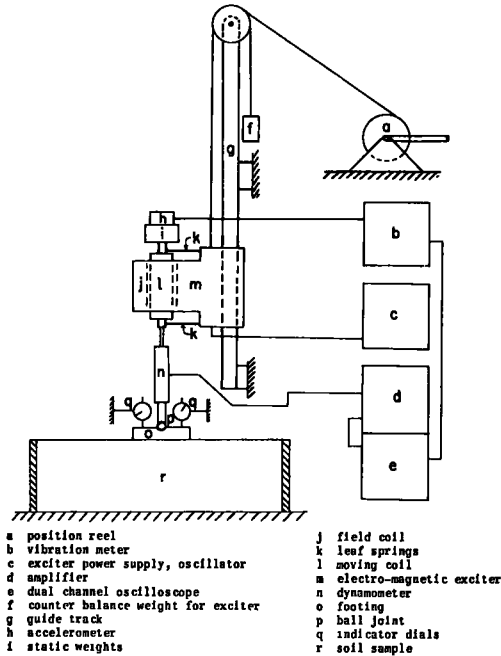 a
f
g
h
i
k
b
j
l
m
c
k
n
d
q
q
p
o
e
r
a position reel
b vibration meter
c exciter power supply, oscillator
d amplifier
e dual channel oscilloscope
f counter balance weight for exciter
g guide track
h accelerometer
i static weights
j field coil
k leaf springs
l moving coil
m electro-magnetic exciter
n dynamometer
o footing
p ball joint
q indicator dials
r soil sample